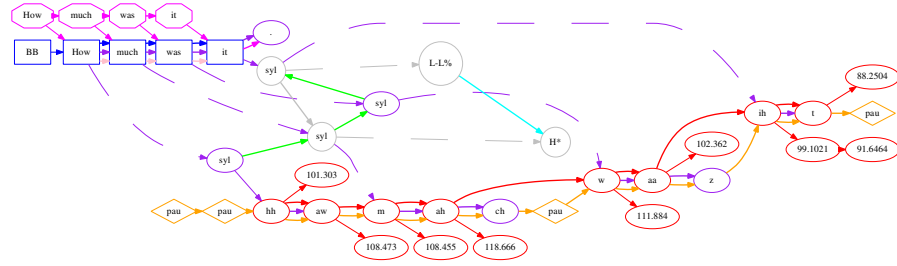 How much was it
.
BB How much was it
syl L-L% 88.2504
syl ih t pau
syl H* 102.362 99.1021 91.6464
syl 101.303 w aa z
pau pau hh aw m ah ch pau 111.884
108.473 108.455 118.666